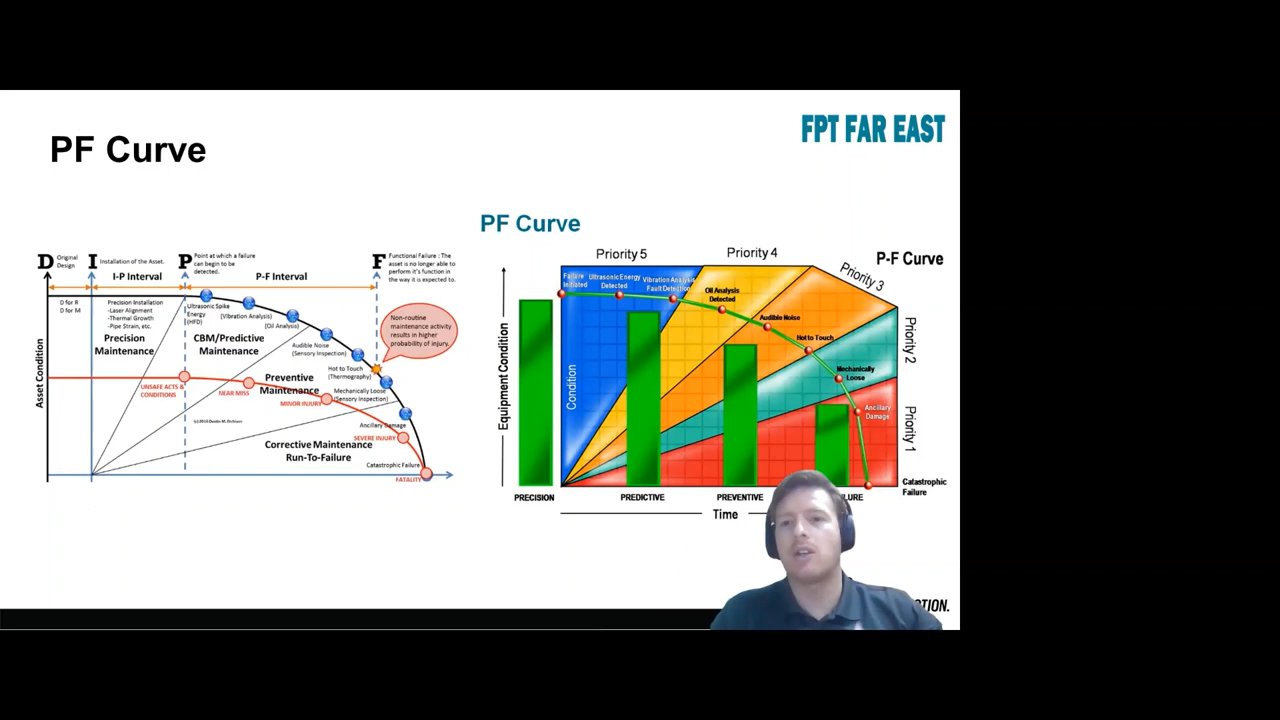 FPT FAR EAST
PF Curve
D Original
Design
I Installation of the Asset.
P Point at which a failure
can begin to be
detected.
F Functional Failure : The
asset is no longer able to
perform it's function in
the way it is expected to.
I-P Interval
P-F Interval
D for R
D for M
Precision Installation
-Laser Alignment
-Thermal Growth
-Pipe Strain, etc.
Precision
Maintenance
Ultrasonic Spike
Energy
(HFD)
(Vibration Analysis)
(Oil Analysis)
CBM/Predictive
Maintenance
Audible Noise
(Sensory Inspection)
Hot to Touch
(Thermography)
Non-routine
maintenance activity
results in higher
probability of injury.
Asset Condition
UNSAFE ACTS &
CONDITIONS
NEAR MISS
Preventive
Maintenance
MINOR INJURY
Mechanically Loose
(Sensory Inspection)
Ancillary Damage
SEVERE INJURY
Corrective Maintenance
Run-To-Failure
Catastrophic Failure
FATALITY
PF Curve
Priority 5
Priority 4
Priority 3
P-F Curve
Failure
Initiated
Ultrasonic Energy
Detected
Vibration Analysis
Fault Detection
Oil Analysis
Detected
Audible Noise
Hot to Touch
Mechanically
Loose
Ancillary
Damage
Priority 2
Priority 1
Equipment Condition
Condition
Catastrophic
Failure
PRECISION
PREDICTIVE
PREVENTIVE
LURE
Time
TION.